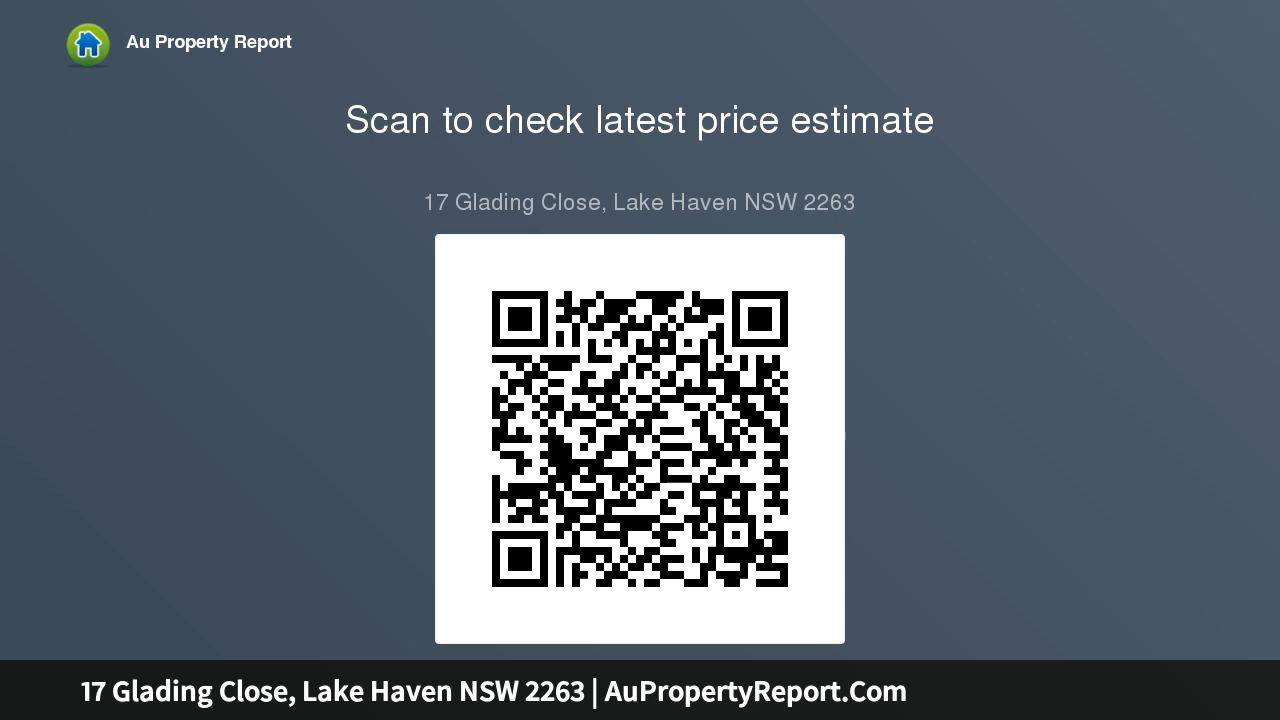 Au Property Report
Scan to check latest price estimate
17 Glading Close, Lake Haven NSW 2263
17 Glading Close, Lake Haven NSW 2263 | AuPropertyReport.Com